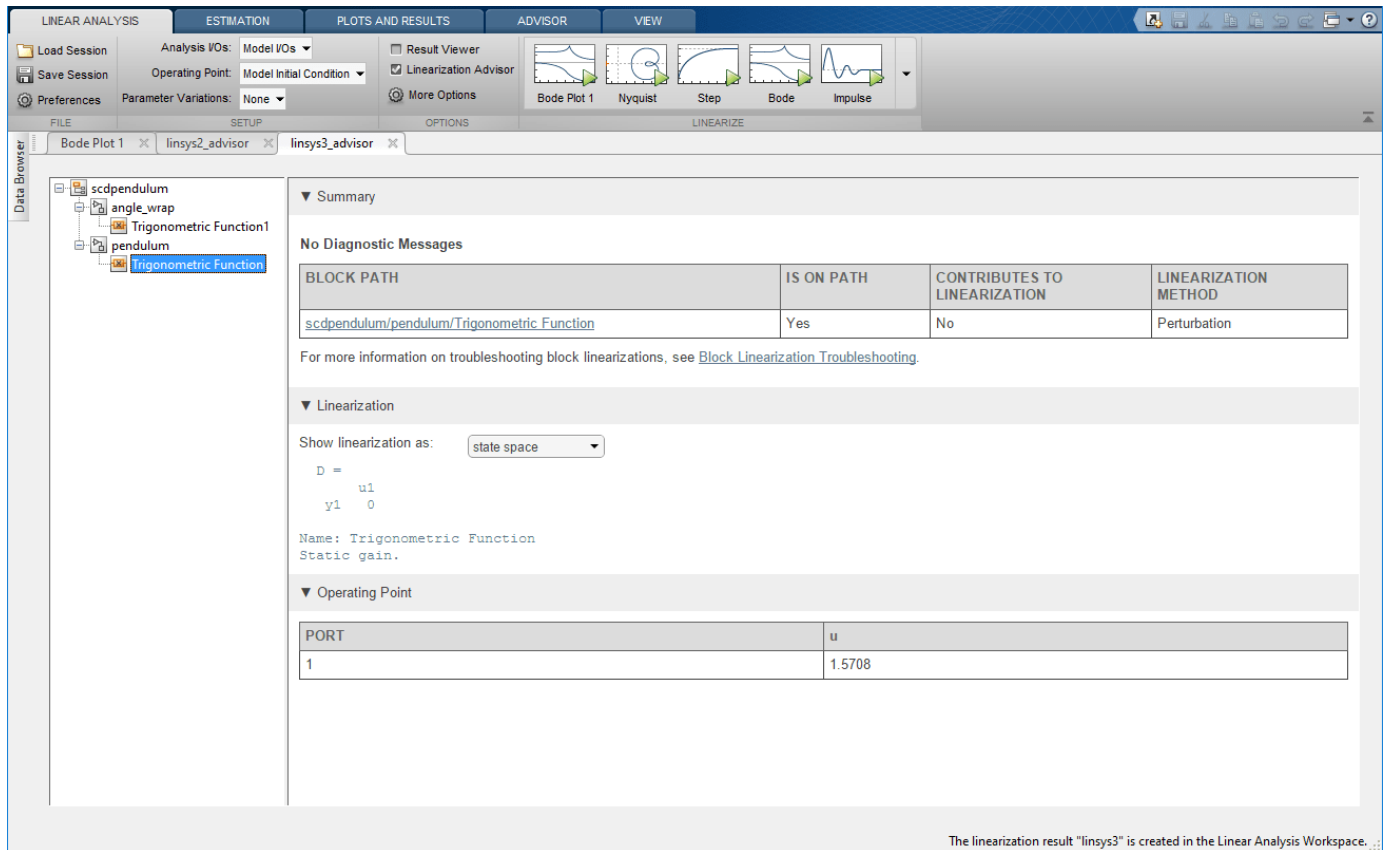 LINEAR ANALYSIS ESTIMATION PLOTS AND RESULTS ADVISOR VIEW
Load Session Analysis I/Os: Model I/Os Result Viewer
Save Session Operating Point: Model Initial Condition Linearization Advisor
Preferences Parameter Variations: None More Options Bode Plot 1 Nyquist Step Bode Impulse
FILE SETUP OPTIONS LINEARIZE
Data Browser
Bode Plot 1 linsys2_advisor linsys3_advisor
scdpendulum
angle_wrap
Trigonometric Function1
pendulum
Trigonometric Function
▼ Summary
No Diagnostic Messages
BLOCK PATH IS ON PATH CONTRIBUTES TO LINEARIZATION
LINEARIZATION METHOD
scdpendulum/pendulum/Trigonometric Function Yes No Perturbation
For more information on troubleshooting block linearizations, see Block Linearization Troubleshooting.
▼ Linearization
Show linearization as: state space
D =
u1
y1 0
Name: Trigonometric Function
Static gain.
▼ Operating Point
PORT u
1 1.5708
The linearization result "linsys3" is created in the Linear Analysis Workspace.